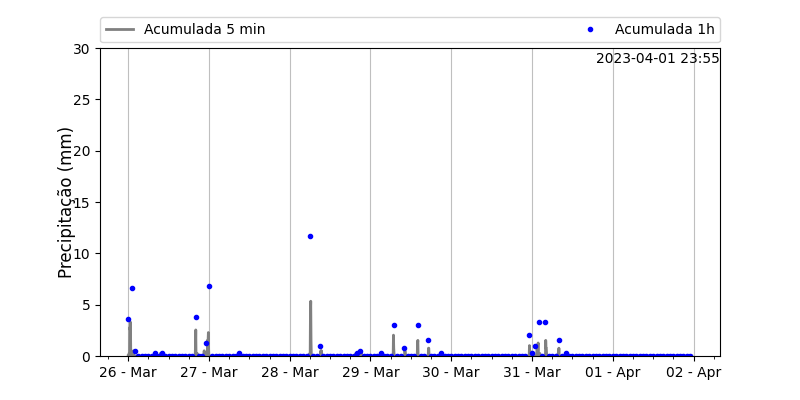 Acumulada 5 min
Acumulada 1h
2023-04-01 23:55
Precipitação (mm)
30
25
20
15
10
5
0
26 - Mar 27 - Mar 28 - Mar 29 - Mar 30 - Mar 31 - Mar 01 - Apr 02 - Apr